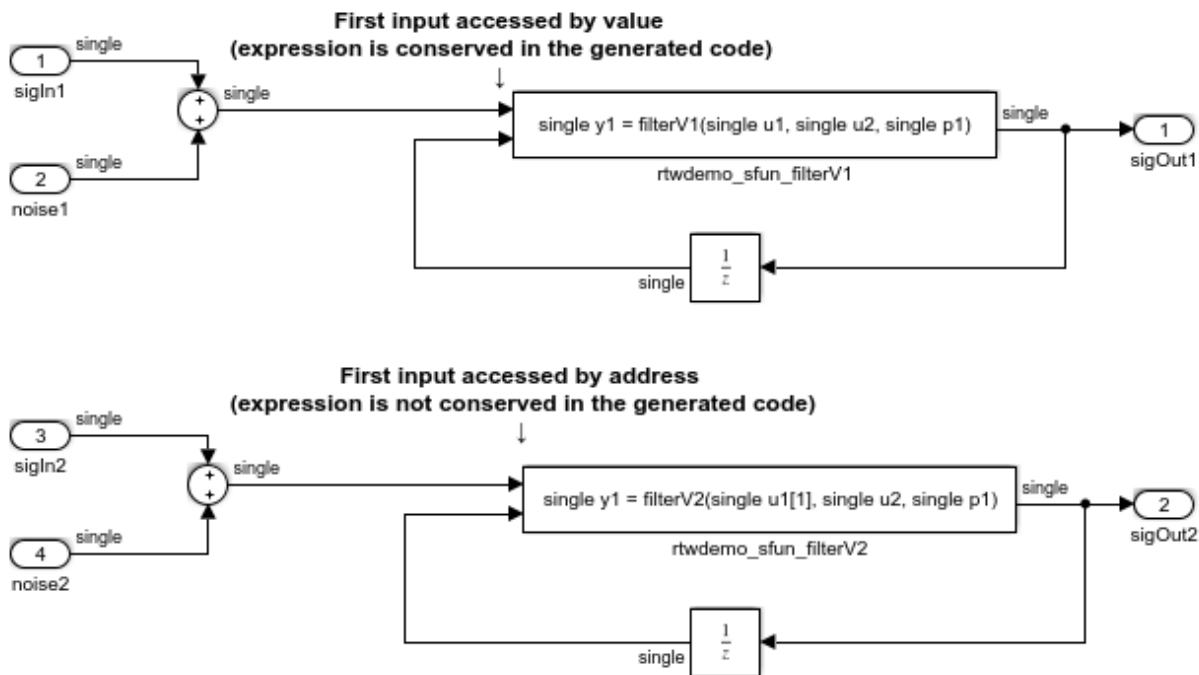 First input accessed by value
(expression is conserved in the generated code)
↓
single
1
sigIn1
+
+
single
single
2
noise1
single y1 = filterV1(single u1, single u2, single p1)
rtwdemo_sfun_filterV1
single
1
sigOut1
1
z
single
First input accessed by address
(expression is not conserved in the generated code)
↓
single
3
sigIn2
+
+
single
single
4
noise2
single y1 = filterV2(single u1[1], single u2, single p1)
rtwdemo_sfun_filterV2
single
2
sigOut2
1
z
single